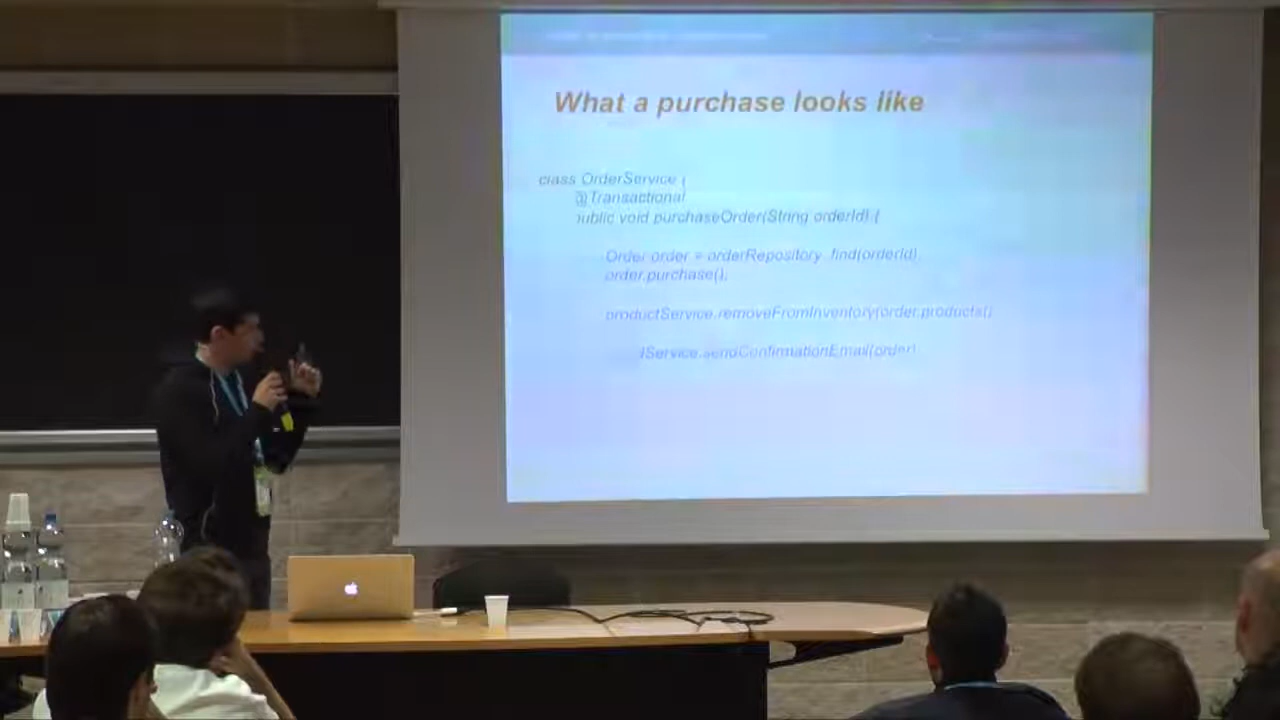 What a purchase looks like
class OrderService {
@Transactional
public void purchaseOrder(String orderId) {
Order order = orderRepository.find(orderId)
order.purchase();
productService.removeFromInventory(order.products()
lService.sendConfirmationEmail(order)